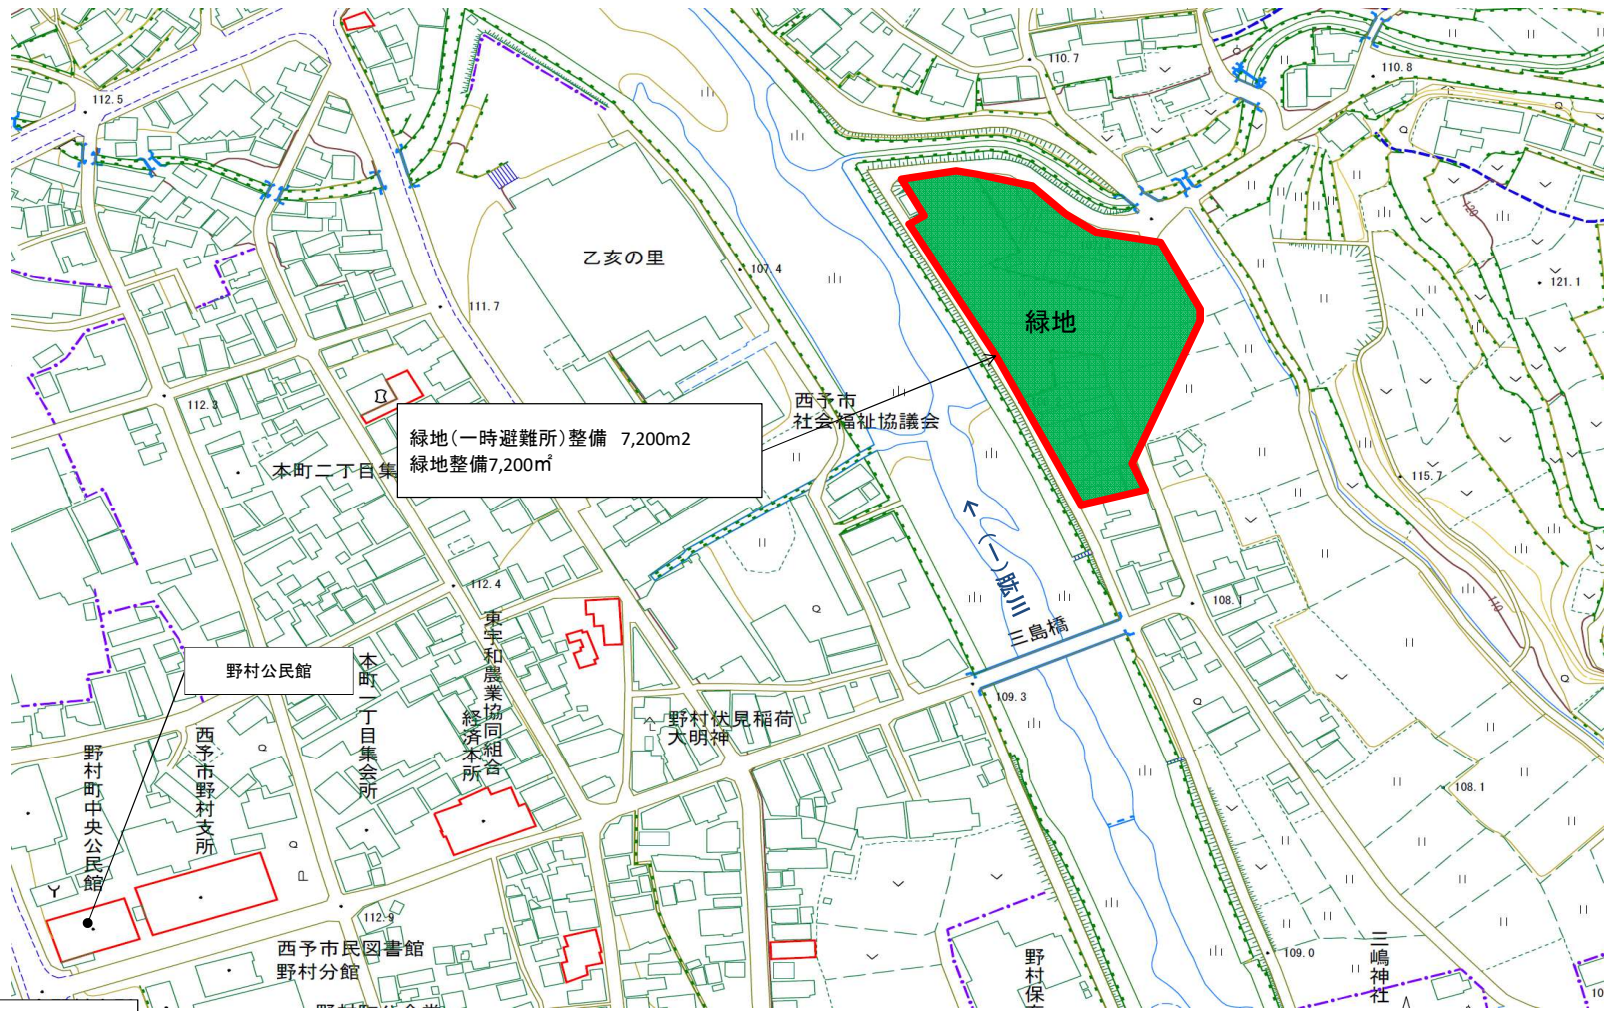 112.5
110.7
110.8
乙亥の里
107.4
111.7
121.1
120
緑地
112.3
西予市
社会福祉協議会
緑地(一時避難所)整備 7,200m2
緑地整備7,200㎡
本町二丁目集
115.7
←(一)肱川
三島橋
112.4
108.1
110
109.3
東宇和農業協同組合
経済本所
本町一丁目集会所
野村公民館
野村伏見稲荷
大明神
西予市野村支所
野村町中央公民館
108.1
112.9
西予市民図書館
野村分館
109.0
三嶋神社
野村保
10